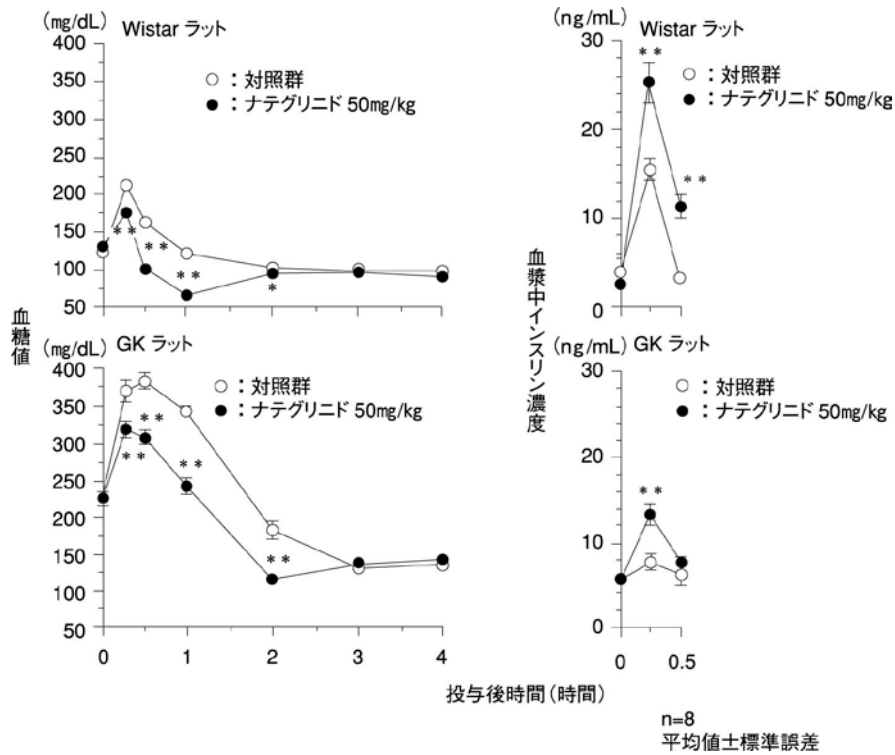 (mg/dL)
Wistar ラット
400
350
300
250
200
150
100
50
○ : 対照群
● : ナテグリニド 50mg/kg
**
**
**
*
(ng/mL)
Wistar ラット
30
20
10
0
○ : 対照群
● : ナテグリニド 50mg/kg
**
**
血糖値
血漿中インスリン濃度
(mg/dL)
GK ラット
400
350
300
250
200
150
100
50
○ : 対照群
● : ナテグリニド 50mg/kg
**
**
**
**
0 1 2 3 4
(ng/mL)
GK ラット
30
20
10
0
○ : 対照群
● : ナテグリニド 50mg/kg
**
0 0.5
投与後時間(時間)
n=8
平均値士標準誤差